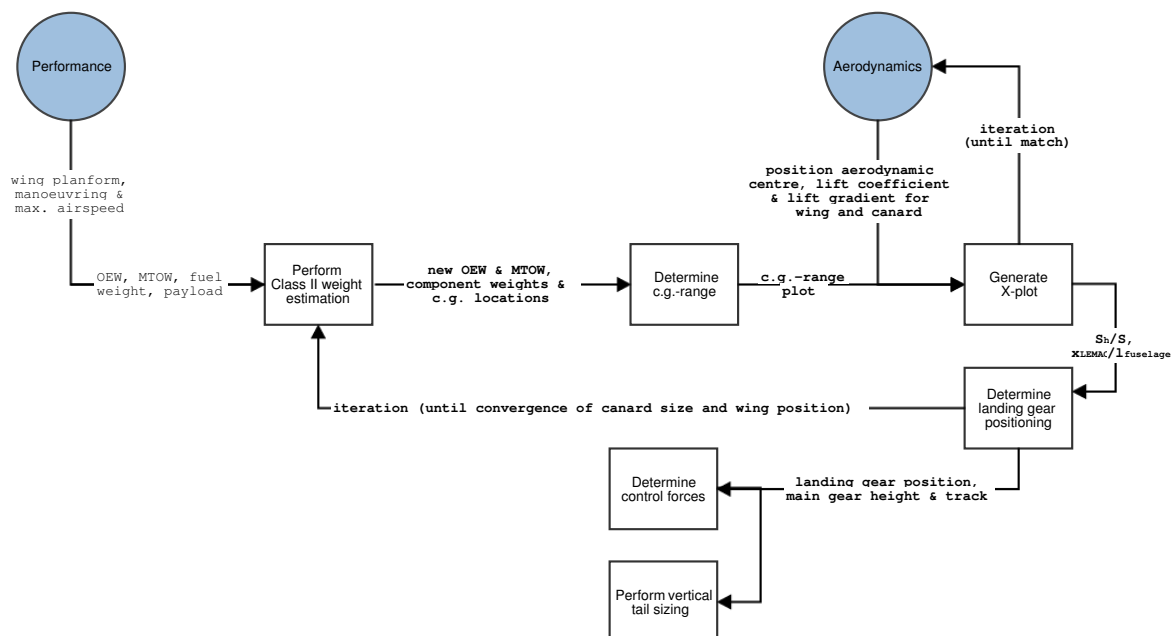 Performance
Aerodynamics
iteration
(until match)
wing planform,
manoeuvring &
max. airspeed
position aerodynamic
centre, lift coefficient
& lift gradient for
wing and canard
OEW, MTOW, fuel
weight, payload
Perform
Class II weight
estimation
new OEW & MTOW,
component weights &
c.g. locations
Determine
c.g.-range
c.g.-range
plot
Generate
X-plot
Sh/S,
xLEMAC/lfuselage
Determine
landing gear
positioning
iteration (until convergence of canard size and wing position)
Determine
control forces
landing gear position,
main gear height & track
Perform vertical
tail sizing